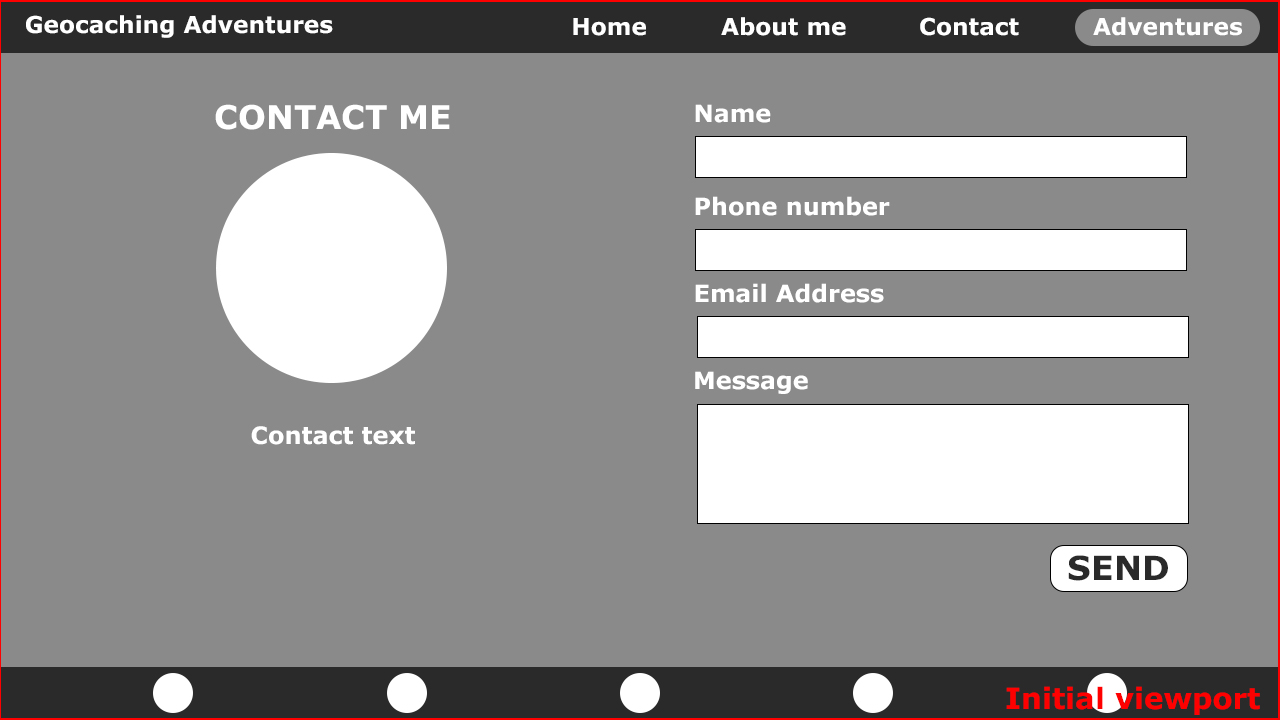 Geocaching Adventures
Home
About me
Contact
Adventures
CONTACT ME
Contact text
Name
Phone number
Email Address
Message
SEND
Initial viewport